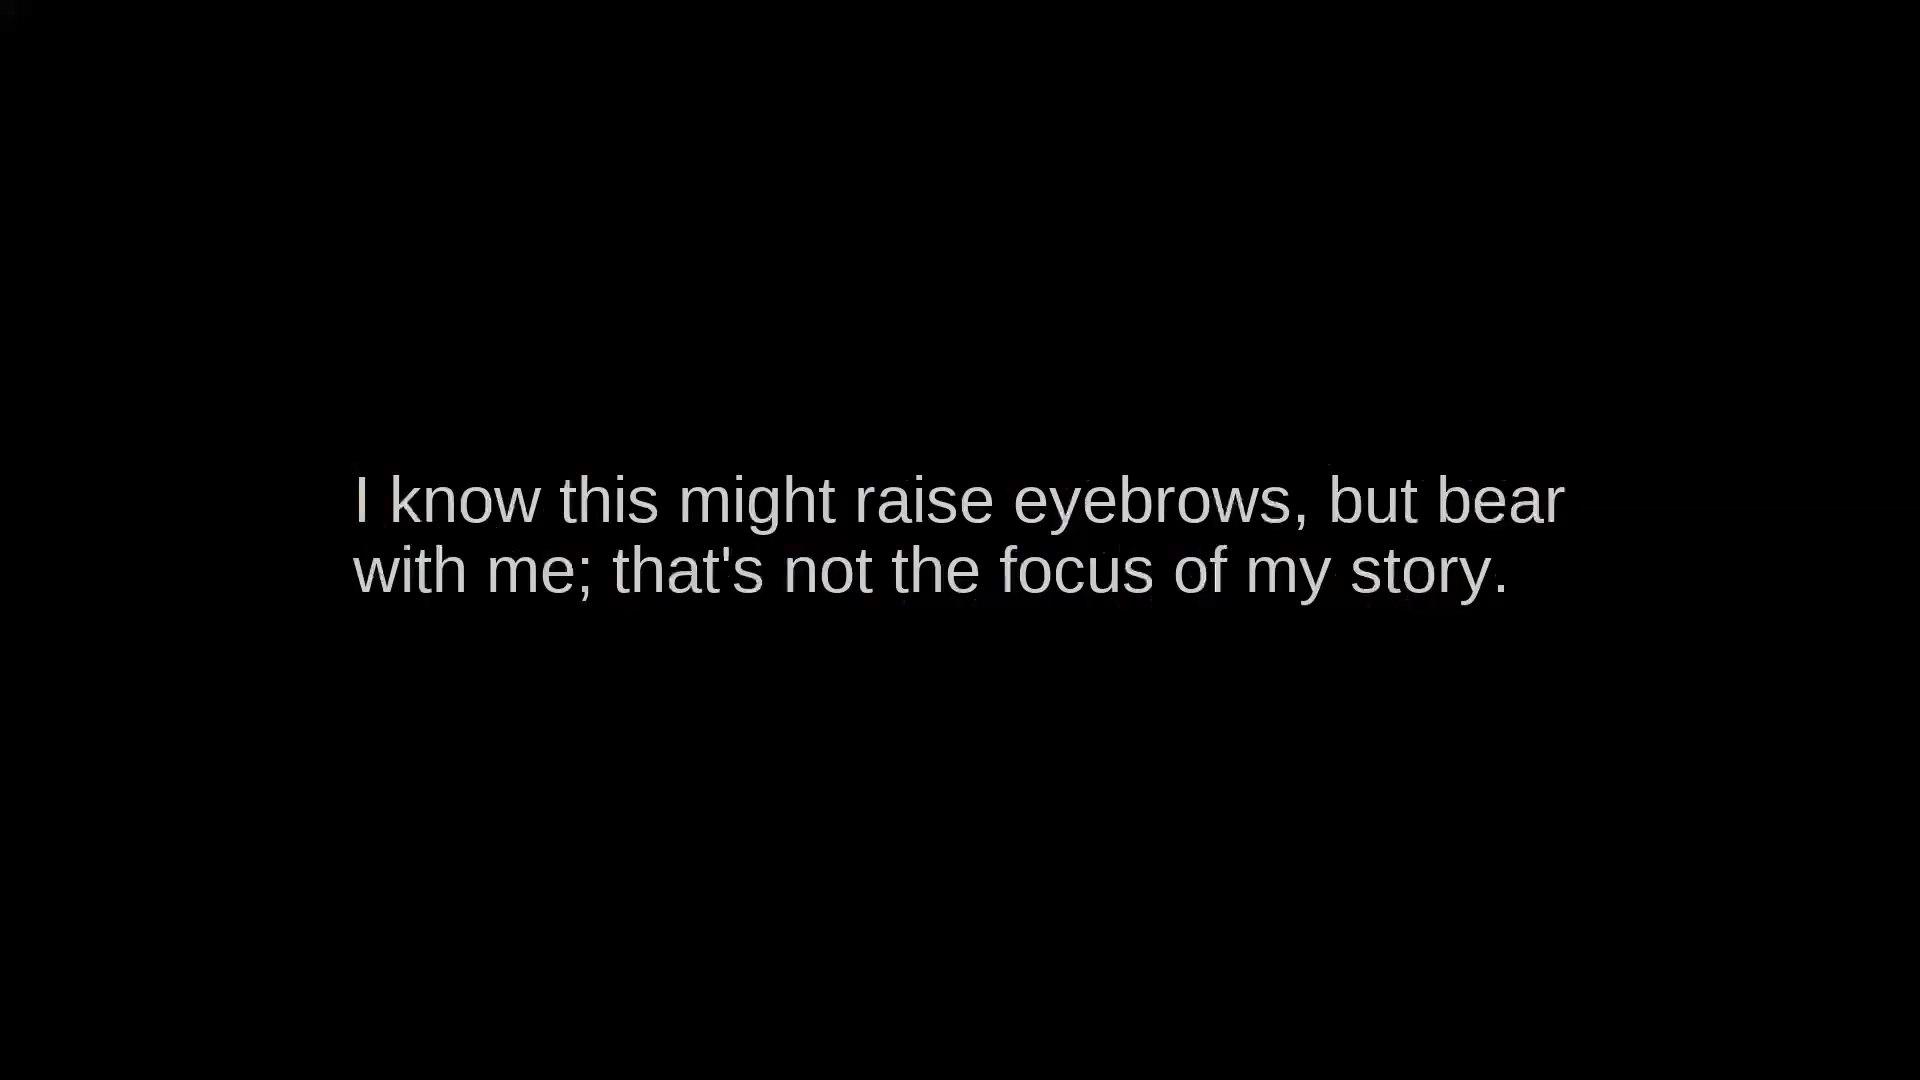 I know this might raise eyebrows, but bear
with me; that's not the focus of my story.